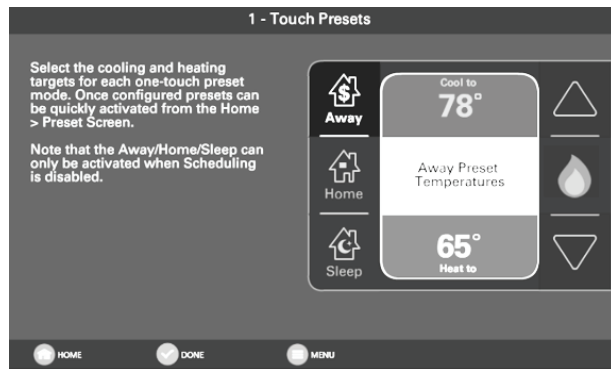 1 - Touch Presets
Select the cooling and heating
targets for each one-touch preset
mode. Once configured presets can
be quickly activated from the Home
> Preset Screen.
Note that the Away/Home/Sleep can
only be activated when Scheduling
is disabled.
$
Away
Home
Sleep
Cool to
78°
Away Preset
Temperatures
65°
Heat to
HOME
DONE
MENU